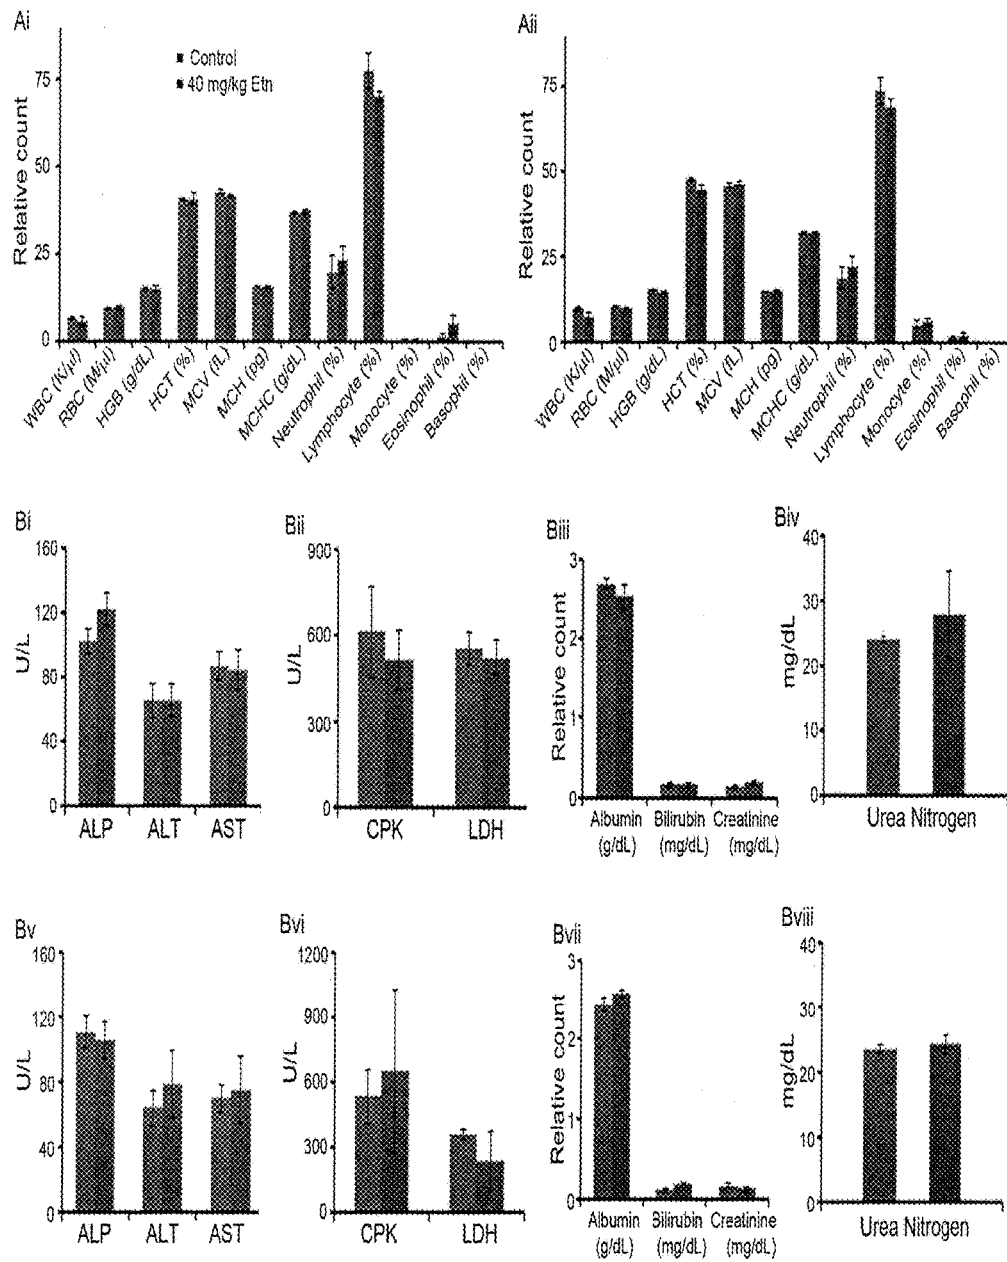 Ai
Aii
Control
40 mg/kg Etn
Relative count
75
50
25
0
WBC (K/µl)
RBC (M/µl)
HGB (g/dL)
HCT (%)
MCV (fL)
MCH (pg)
MCHC (g/dL)
Neutrophil (%)
Lymphocyte (%)
Monocyte (%)
Eosinophil (%)
Basophil (%)
Relative count
75
50
25
0
WBC (K/µl)
RBC (M/µl)
HGB (g/dL)
HCT (%)
MCV (fL)
MCH (pg)
MCHC (g/dL)
Neutrophil (%)
Lymphocyte (%)
Monocyte (%)
Eosinophil (%)
Basophil (%)
Bi
U/L
160
120
80
40
0
ALP ALT AST
Bii
U/L
900
600
300
0
CPK LDH
Biii
Relative count
3
2
1
0
Albumin Bilirubin Creatinine
(g/dL) (mg/dL) (mg/dL)
Biv
mg/dL
40
30
20
10
0
Urea Nitrogen
Bv
U/L
160
120
80
40
0
ALP ALT AST
Bvi
U/L
1200
900
600
300
0
CPK LDH
Bvii
Relative count
3
2
1
0
Albumin Bilirubin Creatinine
(g/dL) (mg/dL) (mg/dL)
Bviii
mg/dL
40
30
20
10
0
Urea Nitrogen